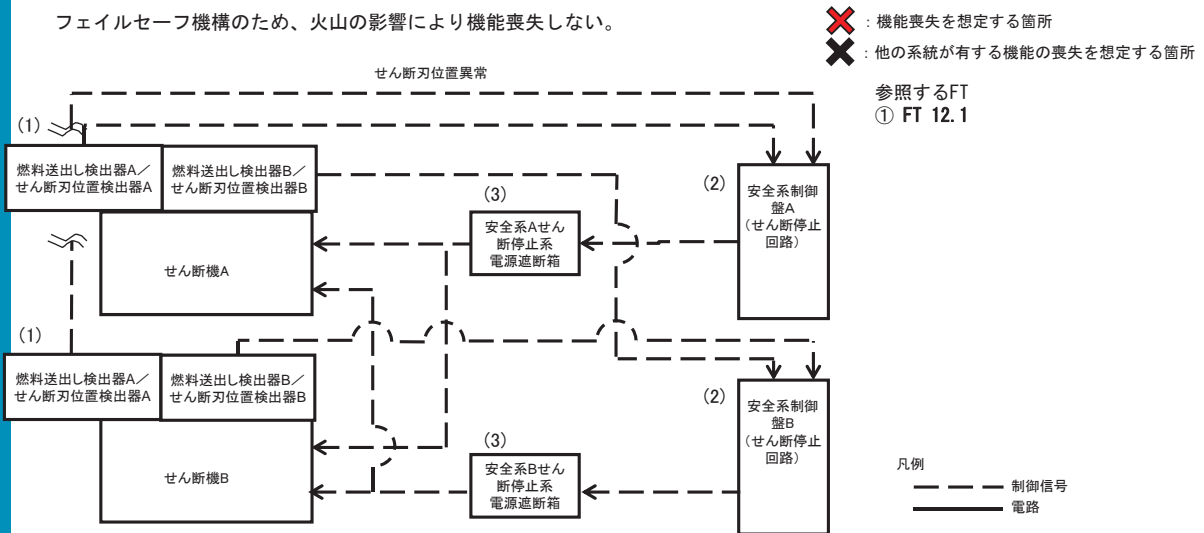 フェイルセーフ機構のため、火山の影響により機能喪失しない。
：機能喪失を想定する箇所
：他の系統が有する機能の喪失を想定する箇所
参照するFT
① FT 12.1
せん断刃位置異常
(1)
燃料送出し検出器A／
せん断刃位置検出器A
燃料送出し検出器B／
せん断刃位置検出器B
せん断機A
(3)
安全系Aせん
断停止系
電源遮断箱
(2)
安全系制御
盤A
(せん断停止
回路)
(1)
燃料送出し検出器A／
せん断刃位置検出器A
燃料送出し検出器B／
せん断刃位置検出器B
せん断機B
(3)
安全系Bせん
断停止系
電源遮断箱
(2)
安全系制御
盤B
(せん断停止
回路)
凡例
制御信号
電路